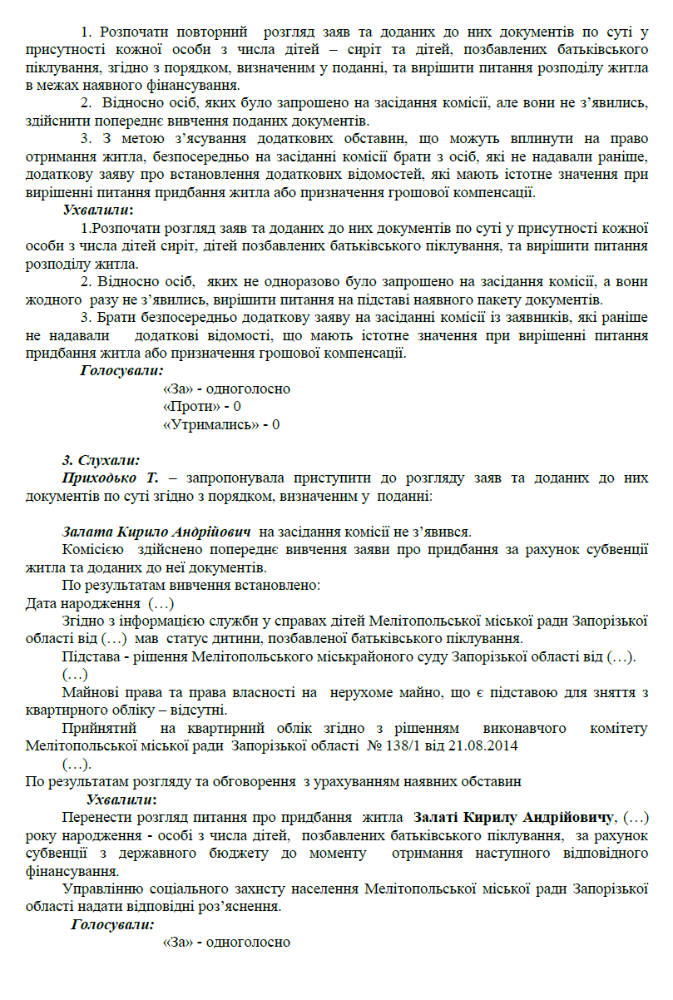 1. Розпочати повторний розгляд заяв та доданих до них документів по суті у
присутності кожної особи з числа дітей – сиріт та дітей, позбавлених батьківського
піклування, згідно з порядком, визначеним у поданні, та вирішити питання розподілу житла
в межах наявного фінансування.
2. Відносно осіб, яких було запрошено на засідання комісії, але вони не з’явились,
здійснити попереднє вивчення поданих документів.
3. З метою з’ясування додаткових обставин, що можуть вплинути на право
отримання житла, безпосередньо на засіданні комісії брати з осіб, які не надавали раніше,
додаткову заяву про встановлення додаткових відомостей, які мають істотне значення при
вирішенні питання придбання житла або призначення грошової компенсації.
Ухвалили:
1.Розпочати розгляд заяв та доданих до них документів по суті у присутності кожної
особи з числа дітей сиріт, дітей позбавлених батьківського піклування, та вирішити питання
розподілу житла.
2. Відносно осіб, яких не одноразово було запрошено на засідання комісії, а вони
жодного разу не з’явились, вирішити питання на підставі наявного пакету документів.
3. Брати безпосередньо додаткову заяву на засіданні комісії із заявників, які раніше
не надавали додаткові відомості, що мають істотне значення при вирішенні питання
придбання житла або призначення грошової компенсації.
Голосували:
«За» - одноголосно
«Проти» - 0
«Утримались» - 0
3. Слухали:
Приходько Т. – запропонувала приступити до розгляду заяв та доданих до них
документів по суті згідно з порядком, визначеним у поданні:
Залата Кирило Андрійович на засідання комісії не з’явився.
Комісією здійснено попереднє вивчення заяви про придбання за рахунок субвенції
житла та доданих до неї документів.
По результатам вивчення встановлено:
Дата народження (…)
Згідно з інформацією служби у справах дітей Мелітопольської міської ради Запорізької
області від (…) мав статус дитини, позбавленої батьківського піклування.
Підстава - рішення Мелітопольського міськрайоного суду Запорізької області від (…).
(…)
Майнові права та права власності на нерухоме майно, що є підставою для зняття з
квартирного обліку – відсутні.
Прийнятий на квартирний облік згідно з рішенням виконавчого комітету
Мелітопольської міської ради Запорізької області № 138/1 від 21.08.2014
(…).
По результатам розгляду та обговорення з урахуванням наявних обставин
Ухвалили:
Перенести розгляд питання про придбання житла Залаті Кирилу Андрійовичу, (…)
року народження - особі з числа дітей, позбавлених батьківського піклування, за рахунок
субвенції з державного бюджету до моменту отримання наступного відповідного
фінансування.
Управлінню соціального захисту населення Мелітопольської міської ради Запорізької
області надати відповідні роз’яснення.
Голосували:
«За» - одноголосно